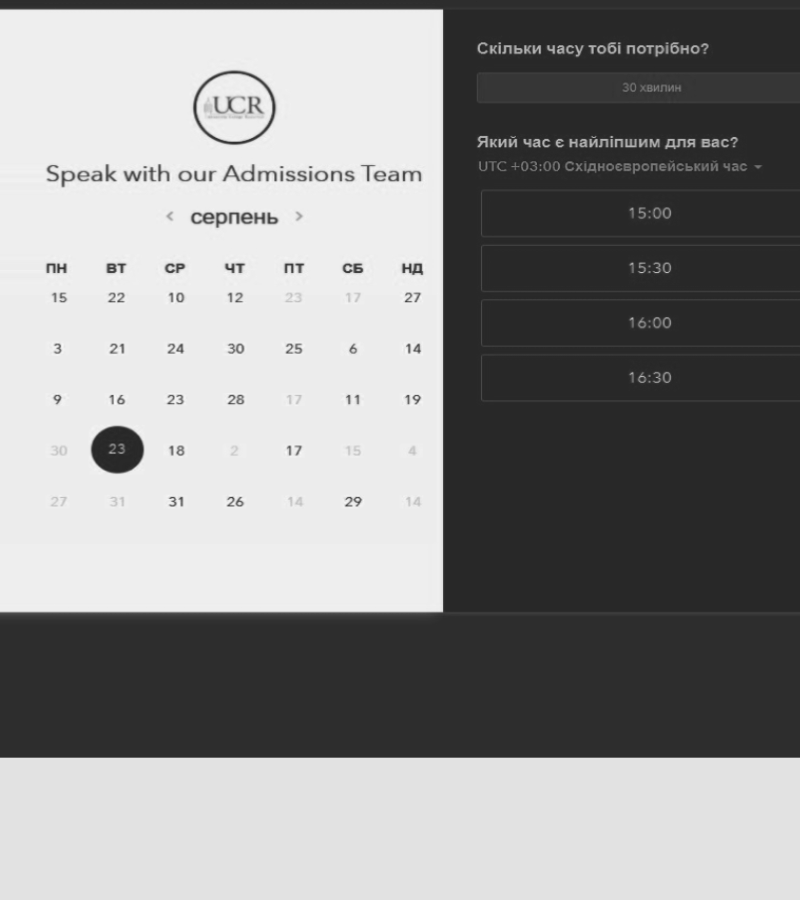 UCR
Speak with our Admissions Team
< серпень >
ПН ВТ СР ЧТ ПТ СБ НД
15 22 10 12 23 17 27
3 21 24 30 25 6 14
9 16 23 28 17 11 19
30 23 18 2 17 15 4
27 31 31 26 14 29 14
Скільки часу тобі потрібно?
30 хвилин
Який час є найліпшим для вас?
UTC +03:00 Східноєвропейський час
15:00
15:30
16:00
16:30